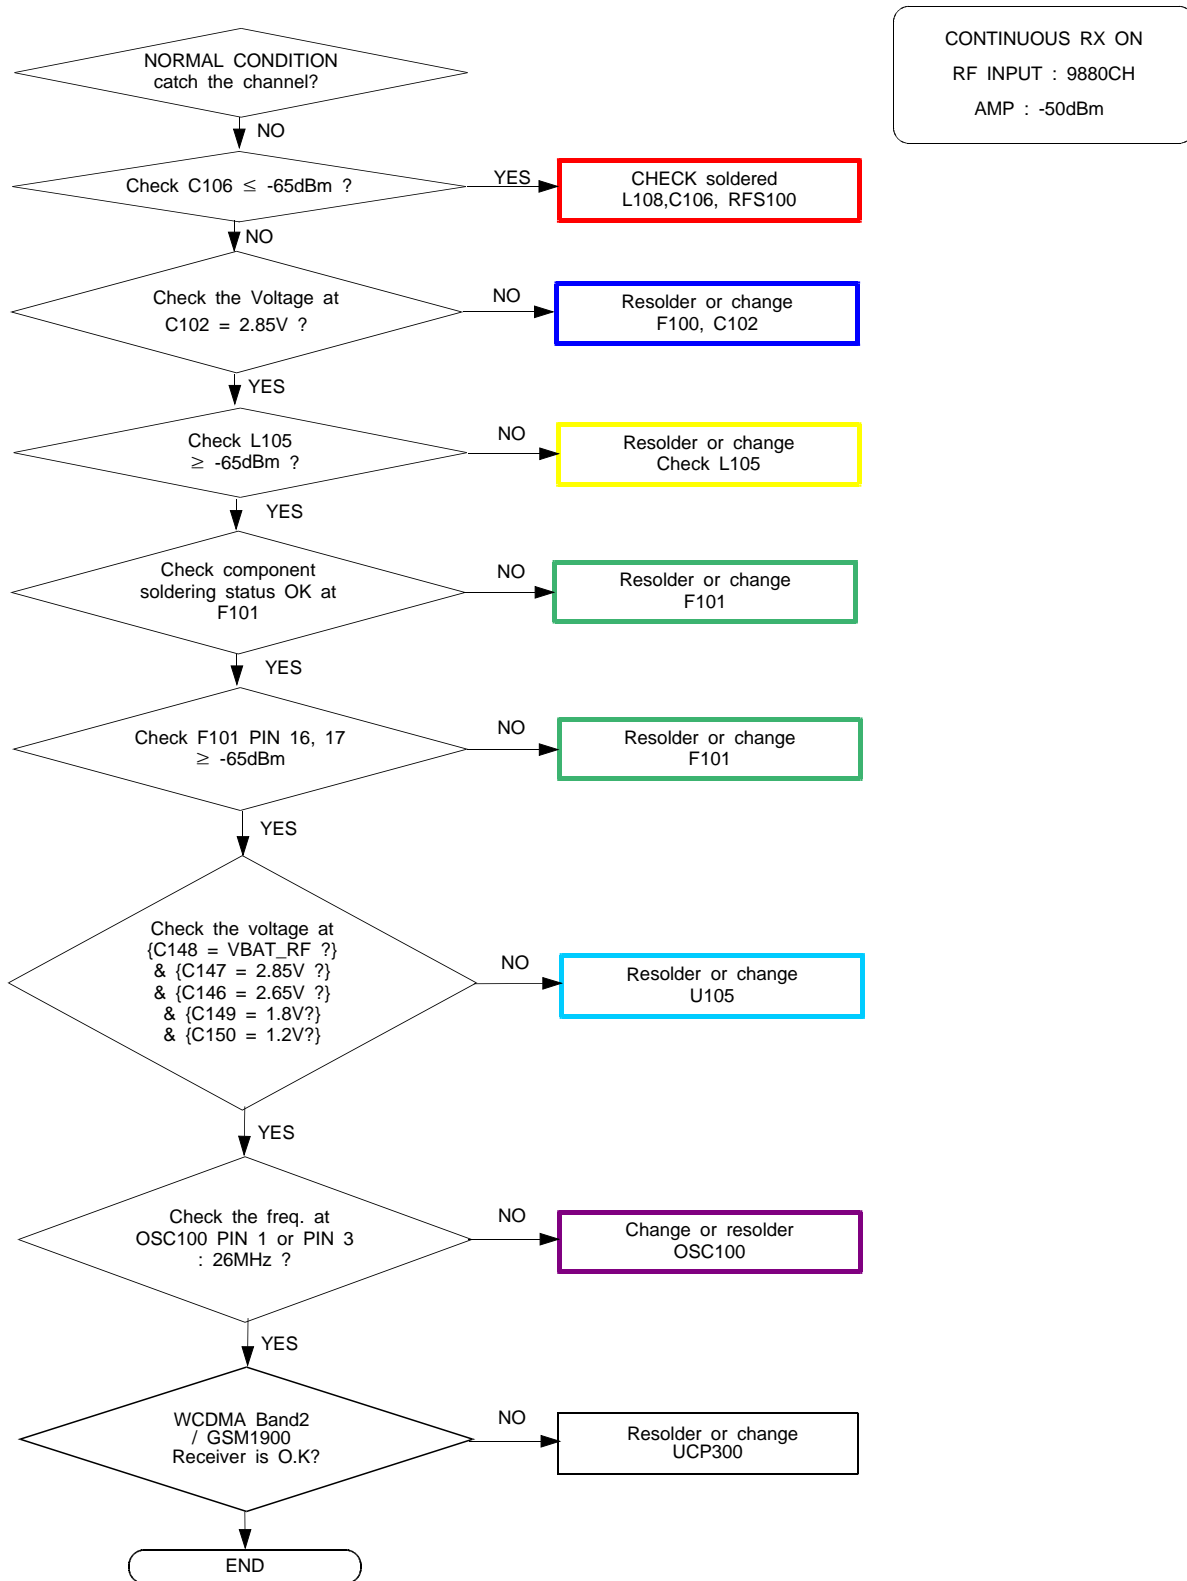 NORMAL CONDITION
catch the channel?
CONTINUOUS RX ON
RF INPUT : 9880CH
AMP : -50dBm
NO
Check C106 ≤ -65dBm ?
YES
CHECK soldered
L108,C106, RFS100
NO
Check the Voltage at
C102 = 2.85V ?
NO
Resolder or change
F100, C102
YES
Check L105
≥ -65dBm ?
NO
Resolder or change
Check L105
YES
Check component
soldering status OK at
F101
NO
Resolder or change
F101
YES
Check F101 PIN 16, 17
≥ -65dBm
NO
Resolder or change
F101
YES
Check the voltage at
{C148 = VBAT_RF ?}
& {C147 = 2.85V ?}
& {C146 = 2.65V ?}
& {C149 = 1.8V?}
& {C150 = 1.2V?}
NO
Resolder or change
U105
YES
Check the freq. at
OSC100 PIN 1 or PIN 3
: 26MHz ?
NO
Change or resolder
OSC100
YES
WCDMA Band2
/ GSM1900
Receiver is O.K?
NO
Resolder or change
UCP300
END